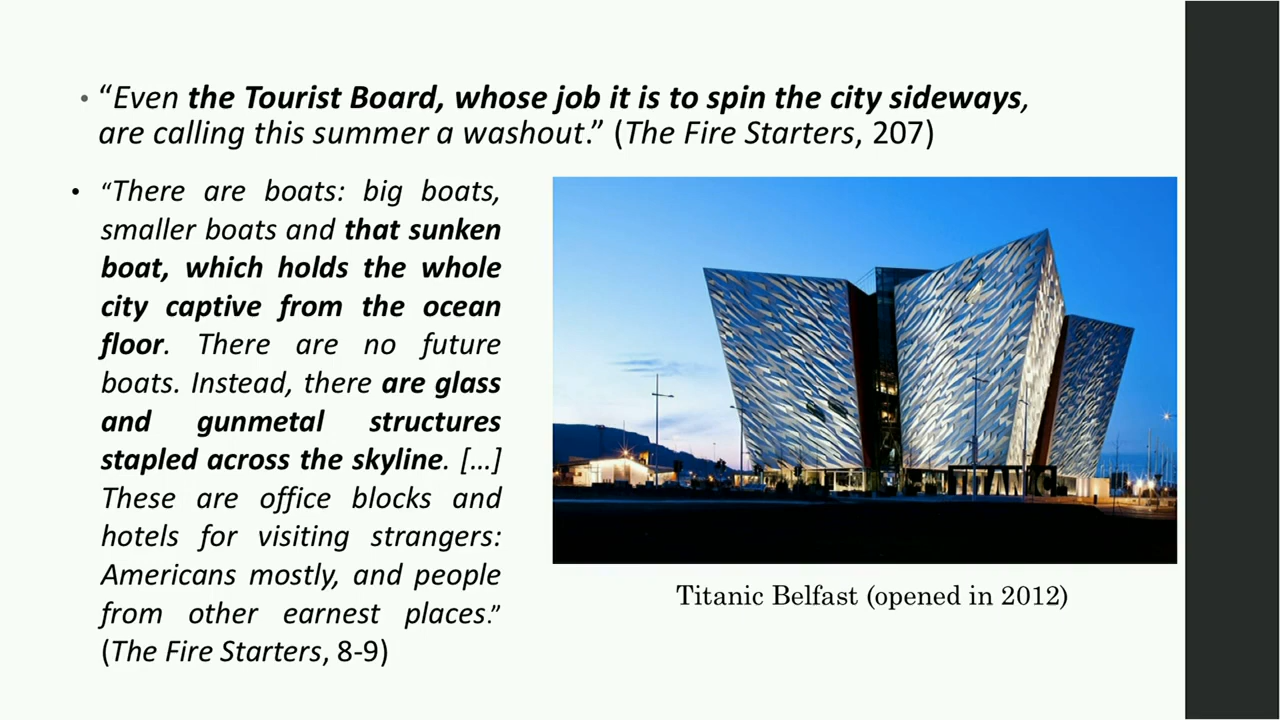 • “Even the Tourist Board, whose job it is to spin the city sideways,
are calling this summer a washout.” (The Fire Starters, 207)
• “There are boats: big boats,
smaller boats and that sunken
boat, which holds the whole
city captive from the ocean
floor. There are no future
boats. Instead, there are glass
and gunmetal structures
stapled across the skyline. […]
These are office blocks and
hotels for visiting strangers:
Americans mostly, and people
from other earnest places.”
(The Fire Starters, 8-9)
TITANIC
Titanic Belfast (opened in 2012)